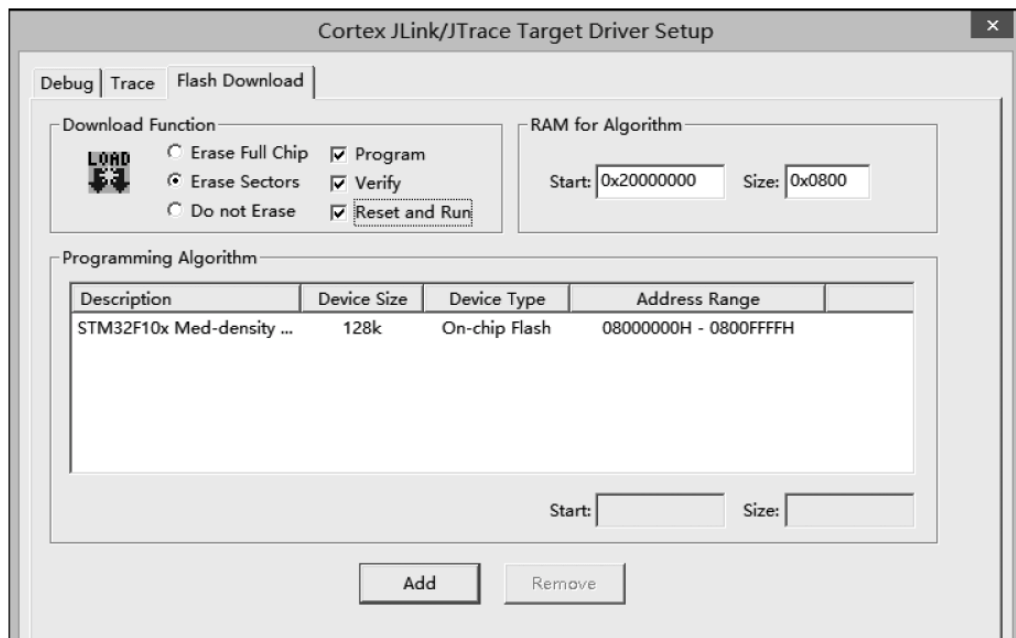 Cortex JLink/JTrace Target Driver Setup
×
Debug Trace Flash Download
Download Function
LOAD
Erase Full Chip
Erase Sectors
Do not Erase
Program
Verify
Reset and Run
RAM for Algorithm
Start: 0x20000000 Size: 0x0800
Programming Algorithm
Description Device Size Device Type Address Range
STM32F10x Med-density ... 128k On-chip Flash 08000000H - 0800FFFFH
Start: Size:
Add Remove